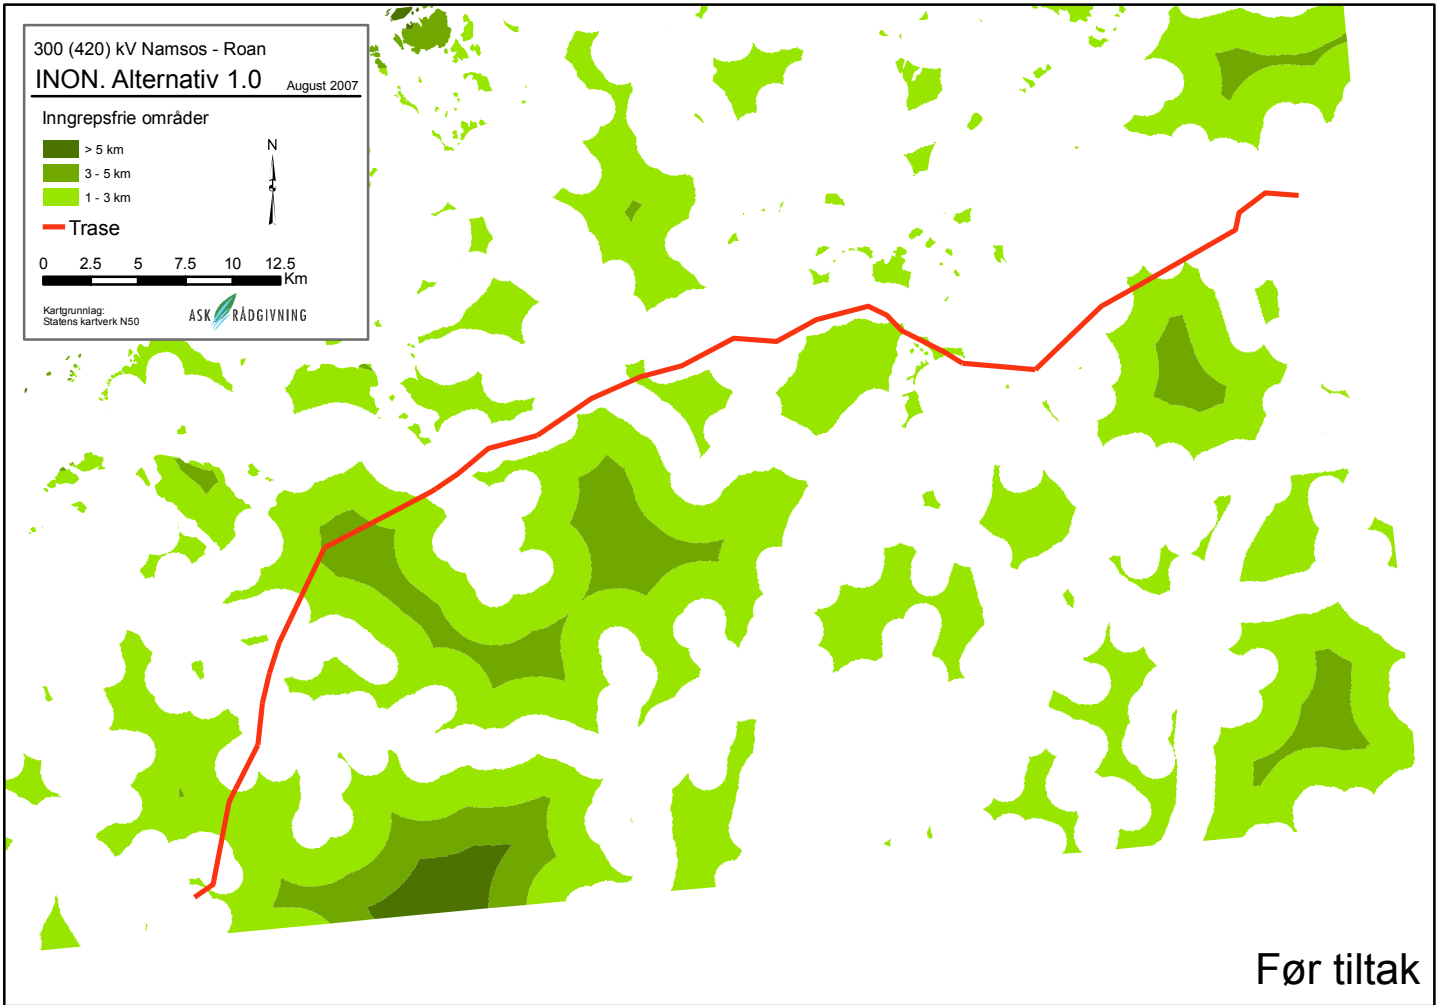 300 (420) kV Namsos - Roan
INON. Alternativ 1.0 August 2007
Inngrepsfrie områder
> 5 km
3 - 5 km
1 - 3 km
N
Trase
0 2.5 5 7.5 10 12.5
Km
Kartgrunnlag:
Statens kartverk N50
ASK RÅDGIVNING
Før tiltak